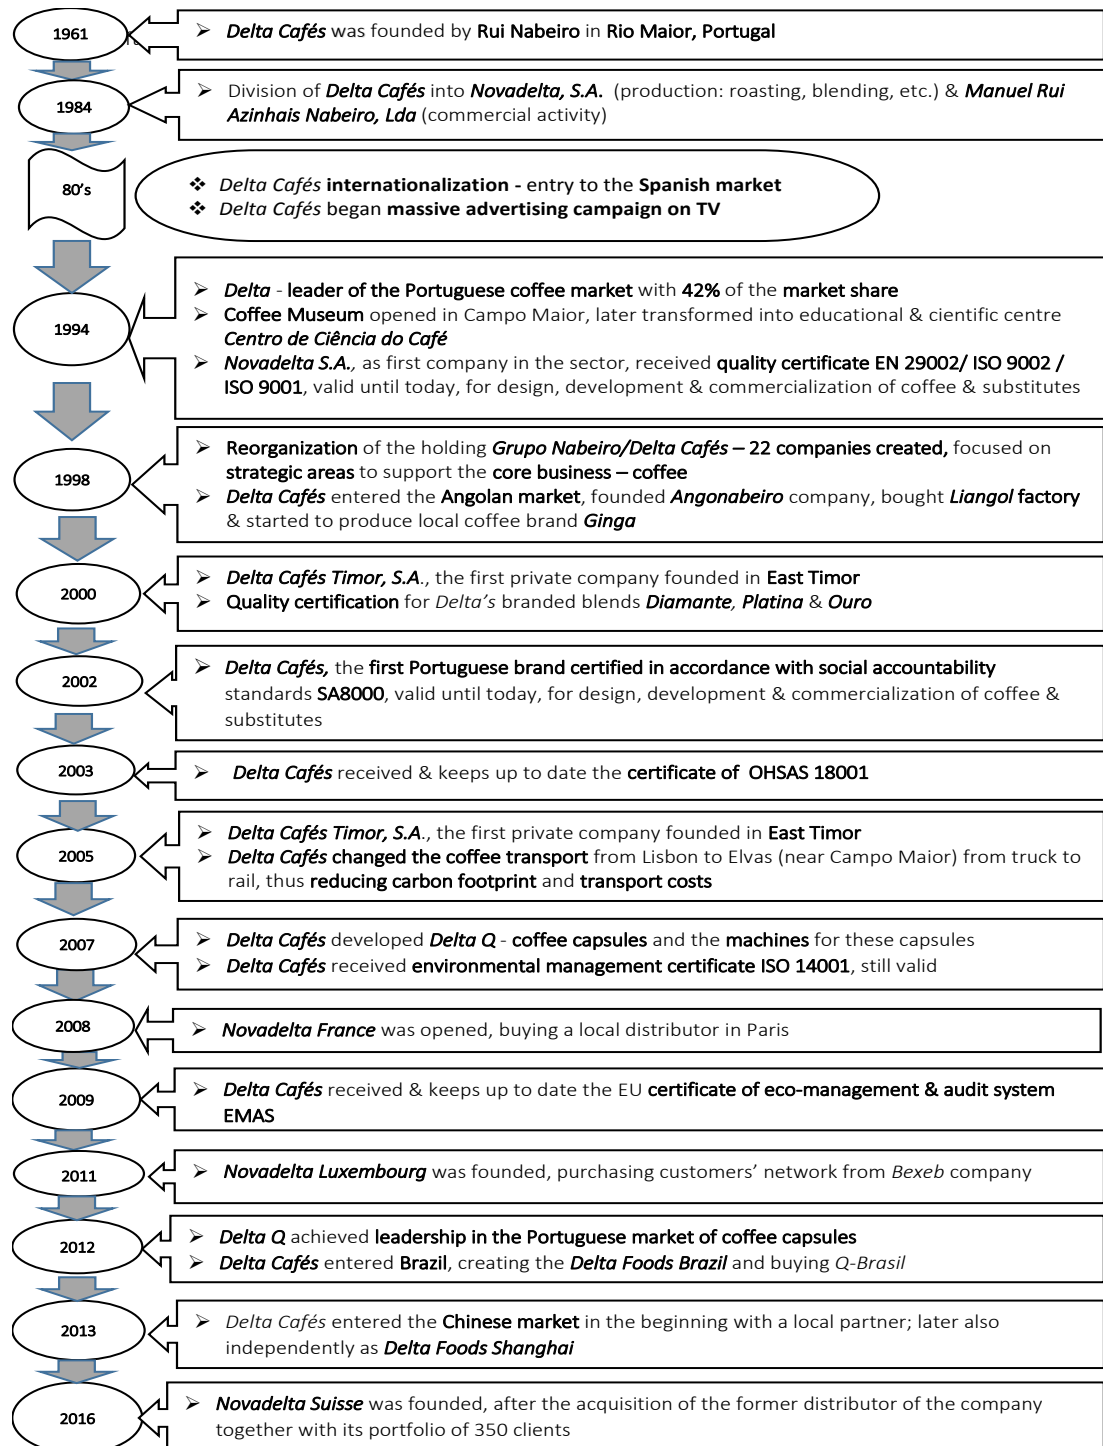 1961
➢ Delta Cafés was founded by Rui Nabeiro in Rio Maior, Portugal
1984
➢ Division of Delta Cafés into Novadelta, S.A. (production: roasting, blending, etc.) & Manuel Rui
Azinhais Nabeiro, Lda (commercial activity)
80's
❖ Delta Cafés internationalization - entry to the Spanish market
❖ Delta Cafés began massive advertising campaign on TV
1994
➢ Delta - leader of the Portuguese coffee market with 42% of the market share
➢ Coffee Museum opened in Campo Maior, later transformed into educational & cientific centre
Centro de Ciência do Café
➢ Novadelta S.A., as first company in the sector, received quality certificate EN 29002/ ISO 9002 /
ISO 9001, valid until today, for design, development & commercialization of coffee & substitutes
1998
➢ Reorganization of the holding Grupo Nabeiro/Delta Cafés – 22 companies created, focused on
strategic areas to support the core business – coffee
➢ Delta Cafés entered the Angolan market, founded Angonabeiro company, bought Liangol factory
& started to produce local coffee brand Ginga
2000
➢ Delta Cafés Timor, S.A., the first private company founded in East Timor
➢ Quality certification for Delta's branded blends Diamante, Platina & Ouro
2002
➢ Delta Cafés, the first Portuguese brand certified in accordance with social accountability
standards SA8000, valid until today, for design, development & commercialization of coffee &
substitutes
2003
➢ Delta Cafés received & keeps up to date the certificate of OHSAS 18001
2005
➢ Delta Cafés Timor, S.A., the first private company founded in East Timor
➢ Delta Cafés changed the coffee transport from Lisbon to Elvas (near Campo Maior) from truck to
rail, thus reducing carbon footprint and transport costs
2007
➢ Delta Cafés developed Delta Q - coffee capsules and the machines for these capsules
➢ Delta Cafés received environmental management certificate ISO 14001, still valid
2008
➢ Novadelta France was opened, buying a local distributor in Paris
2009
➢ Delta Cafés received & keeps up to date the EU certificate of eco-management & audit system
EMAS
2011
➢ Novadelta Luxembourg was founded, purchasing customers' network from Bexeb company
2012
➢ Delta Q achieved leadership in the Portuguese market of coffee capsules
➢ Delta Cafés entered Brazil, creating the Delta Foods Brazil and buying Q-Brasil
2013
➢ Delta Cafés entered the Chinese market in the beginning with a local partner; later also
independently as Delta Foods Shanghai
2016
➢ Novadelta Suisse was founded, after the acquisition of the former distributor of the company
together with its portfolio of 350 clients